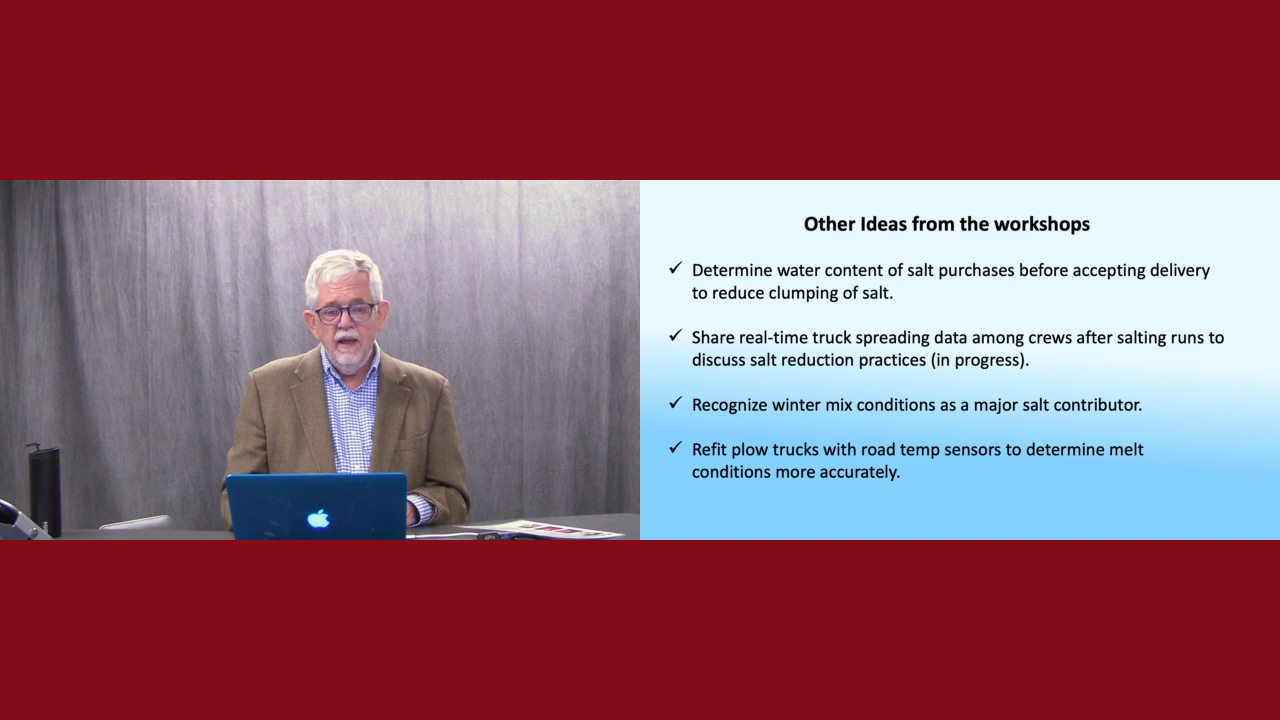 Other Ideas from the workshops
✓ Determine water content of salt purchases before accepting delivery
to reduce clumping of salt.
✓ Share real-time truck spreading data among crews after salting runs to
discuss salt reduction practices (in progress).
✓ Recognize winter mix conditions as a major salt contributor.
✓ Refit plow trucks with road temp sensors to determine melt
conditions more accurately.